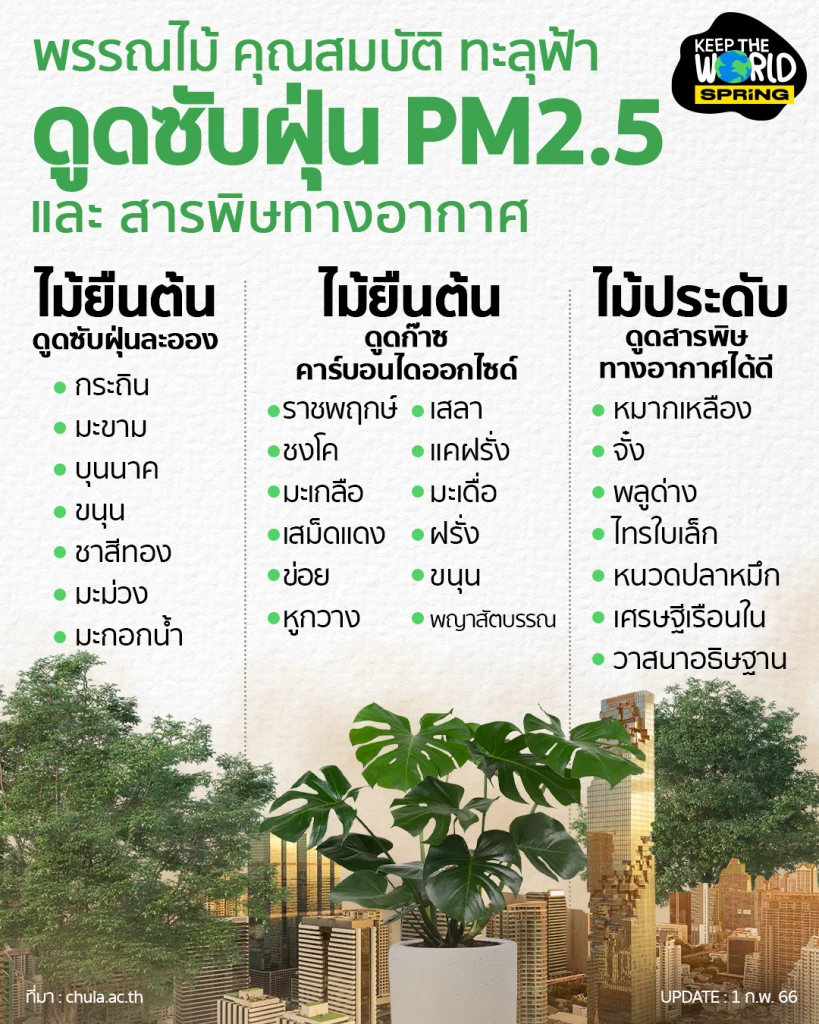 พรรณไม้ คุณสมบัติ ทะลุฟ้า
ดูดซับฝุ่น PM2.5
และ สารพิษทางอากาศ
KEEP THE
WORLD
SPRiNG
ไม้ยืนต้น
ดูดซับฝุ่นละออง
กระถิน
มะขาม
บุนนาค
ขนุน
ชาสีทอง
มะม่วง
มะกอกน้ำ
ไม้ยืนต้น
ดูดก๊าซ
คาร์บอนไดออกไซด์
ราชพฤกษ์
ชงโค
มะเกลือ
เสม็ดแดง
ข่อย
หูกวาง
เสลา
แคฝรั่ง
มะเดื่อ
ฝรั่ง
ขนุน
พญาสัตบรรณ
ไม้ประดับ
ดูดสารพิษ
ทางอากาศได้ดี
หมากเหลือง
จั๋ง
พลูด่าง
ไทรใบเล็ก
หนวดปลาหมึก
เศรษฐีเรือนใน
วาสนาอธิษฐาน
ที่มา : chula.ac.th
UPDATE : 1 ก.พ. 66